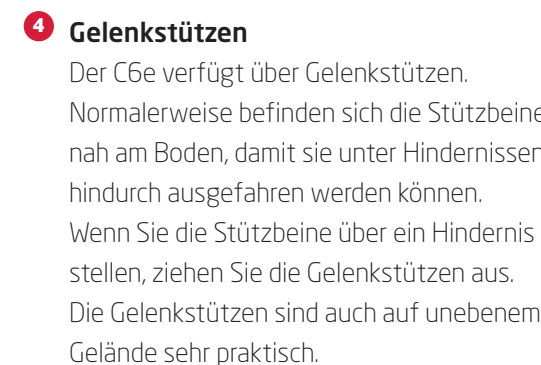 4 Gelenkstützen
Der C6e verfügt über Gelenkstützen.
Normalerweise befinden sich die Stützbeine
nah am Boden, damit sie unter Hindernissen
hindurch ausgefahren werden können.
Wenn Sie die Stützbeine über ein Hindernis
stellen, ziehen Sie die Gelenkstützen aus.
Die Gelenkstützen sind auch auf unebenem
Gelände sehr praktisch.